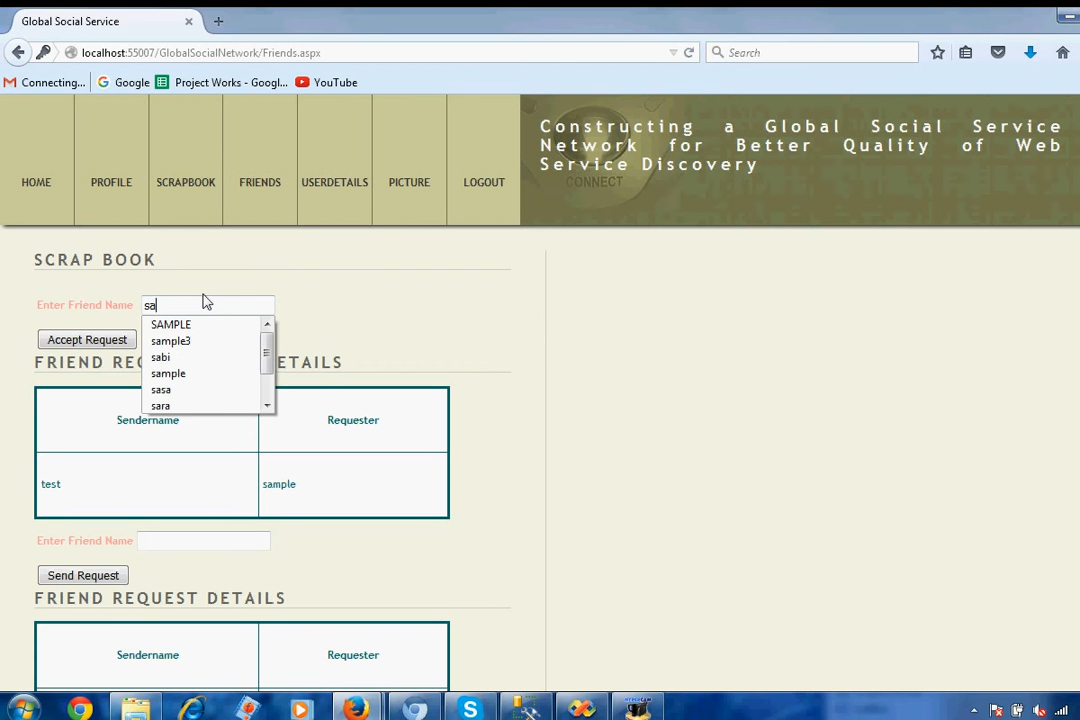 Global Social Service
localhost:55007/GlobalSocialNetwork/Friends.aspx
Search
Connecting...
Google
Project Works - Googl...
YouTube
HOME
PROFILE
SCRAPBOOK
FRIENDS
USERDETAILS
PICTURE
LOGOUT
Constructing a Global Social Service
Network for Better Quality of Web
Service Discovery
CONNECT
SCRAP BOOK
Enter Friend Name
sa
SAMPLE
sample3
sabi
sample
sasa
sara
Accept Request
FRIEND REQ
DETAILS
Sendername
Requester
test
sample
Enter Friend Name
Send Request
FRIEND REQUEST DETAILS
Sendername
Requester